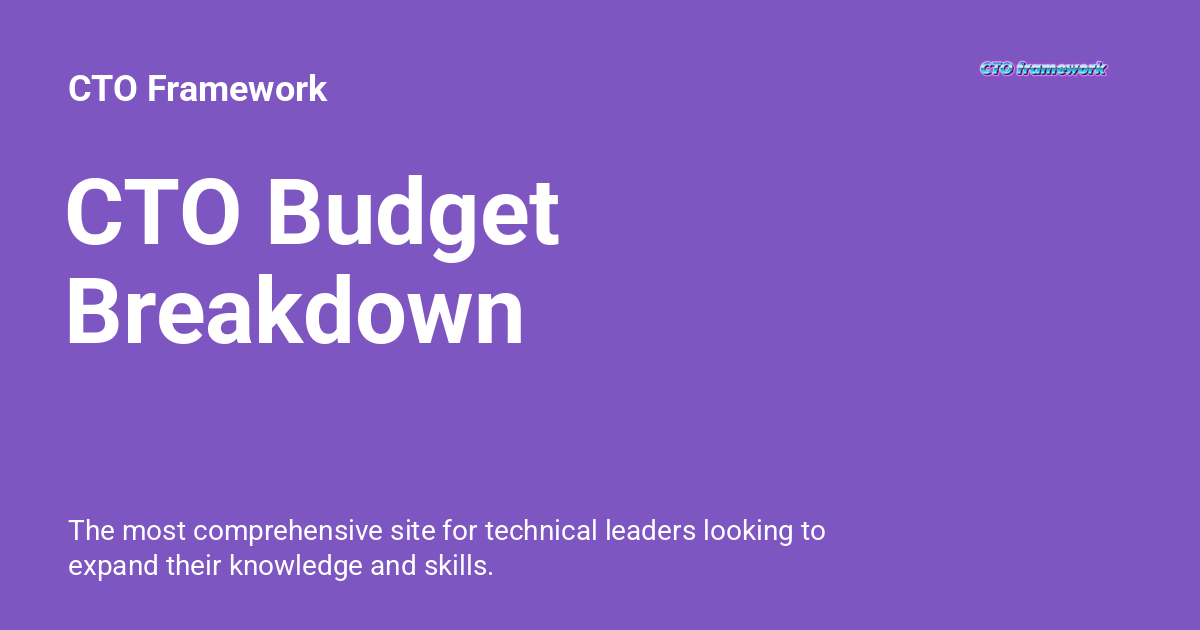 CTO Framework
CTO framework
CTO Budget
Breakdown
The most comprehensive site for technical leaders looking to
expand their knowledge and skills.